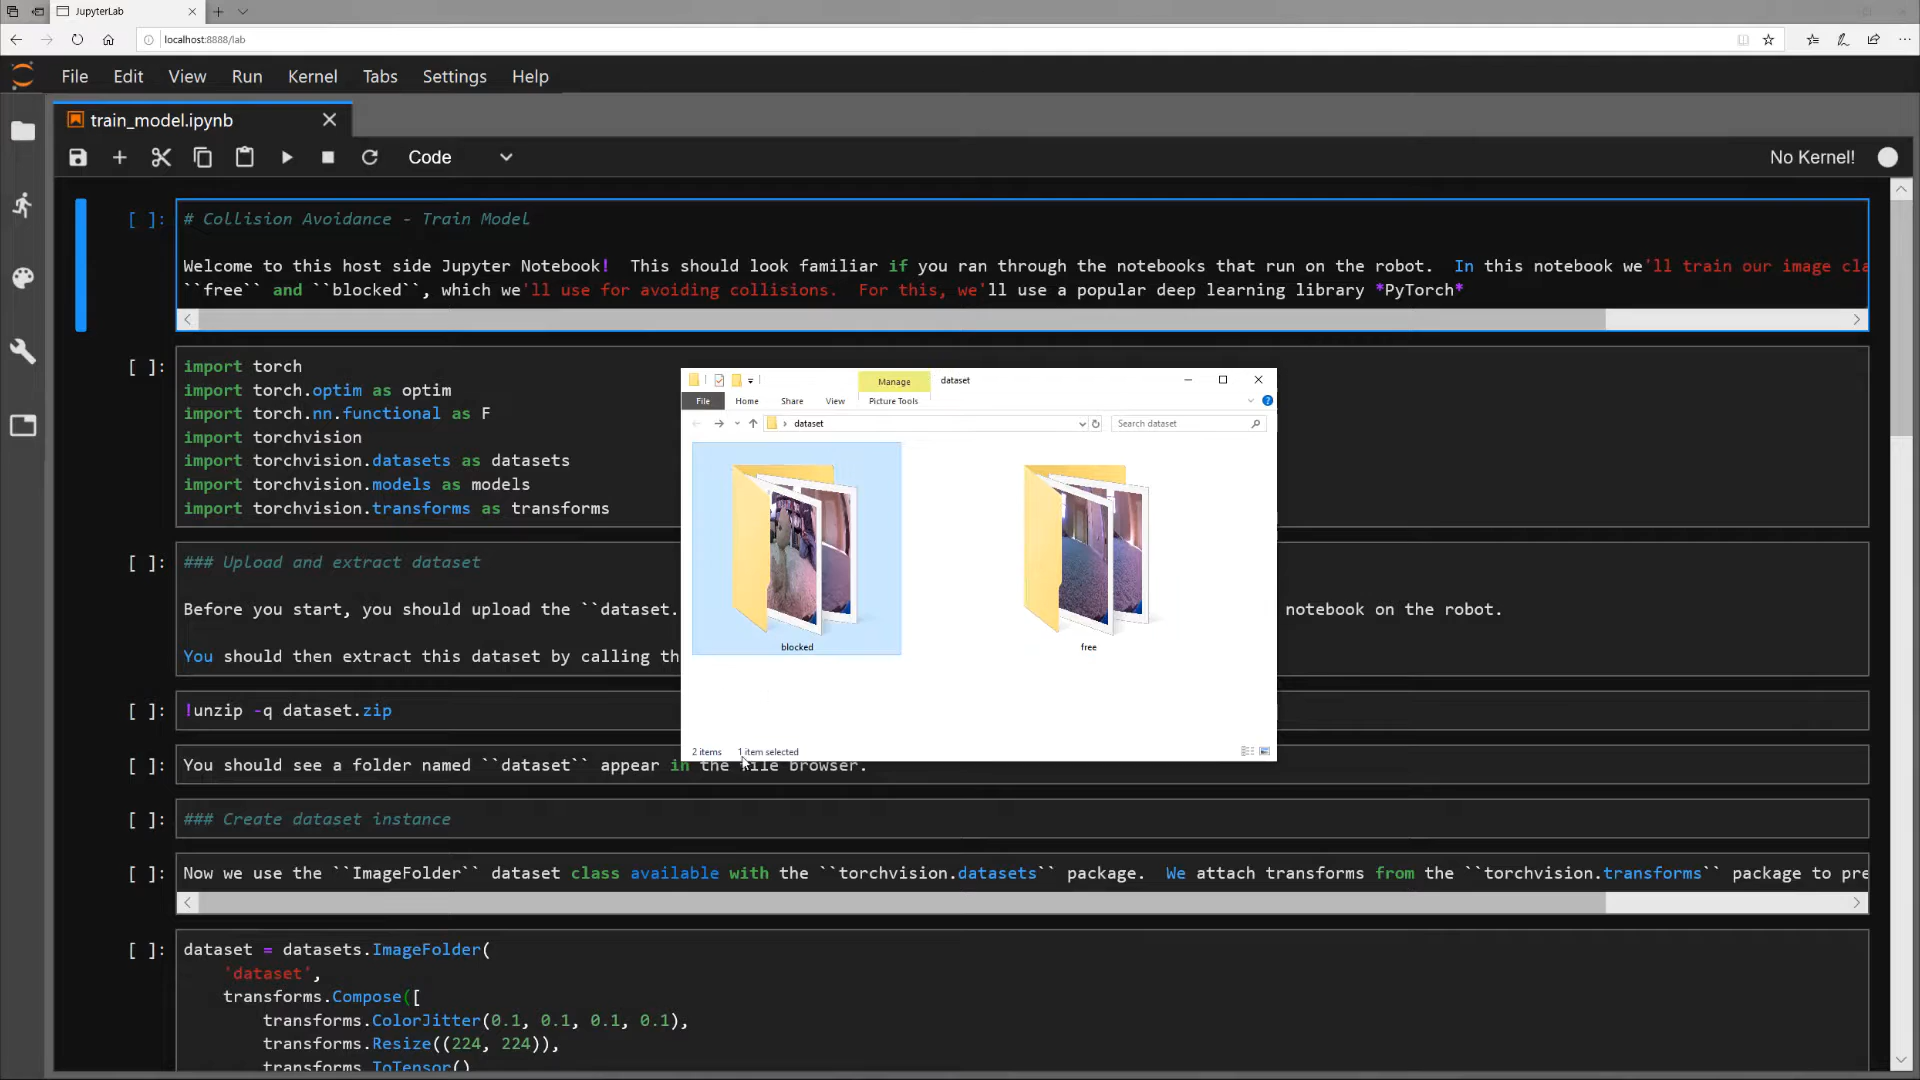 JupyterLab
localhost:8888/lab
File Edit View Run Kernel Tabs Settings Help
train_model.ipynb
Code
No Kernel!
[ ]: # Collision Avoidance - Train Model
Welcome to this host side Jupyter Notebook!  This should look familiar if you ran through the notebooks that run on the robot.  In this notebook we'll train our image cla
``free`` and ``blocked``, which we'll use for avoiding collisions.  For this, we'll use a popular deep learning library *PyTorch*
[ ]: import torch
import torch.optim as optim
import torch.nn.functional as F
import torchvision
import torchvision.datasets as datasets
import torchvision.models as models
import torchvision.transforms as transforms
Manage dataset
File Home Share View Picture Tools
dataset
Search dataset
blocked
free
2 items 1 item selected
[ ]: ### Upload and extract dataset
Before you start, you should upload the ``dataset. notebook on the robot.
You should then extract this dataset by calling th
[ ]: !unzip -q dataset.zip
[ ]: You should see a folder named ``dataset`` appear in the file browser.
[ ]: ### Create dataset instance
[ ]: Now we use the ``ImageFolder`` dataset class available with the ``torchvision.datasets`` package.  We attach transforms from the ``torchvision.transforms`` package to pre
[ ]: dataset = datasets.ImageFolder(
'dataset',
transforms.Compose([
transforms.ColorJitter(0.1, 0.1, 0.1, 0.1),
transforms.Resize((224, 224)),
transforms.ToTensor()